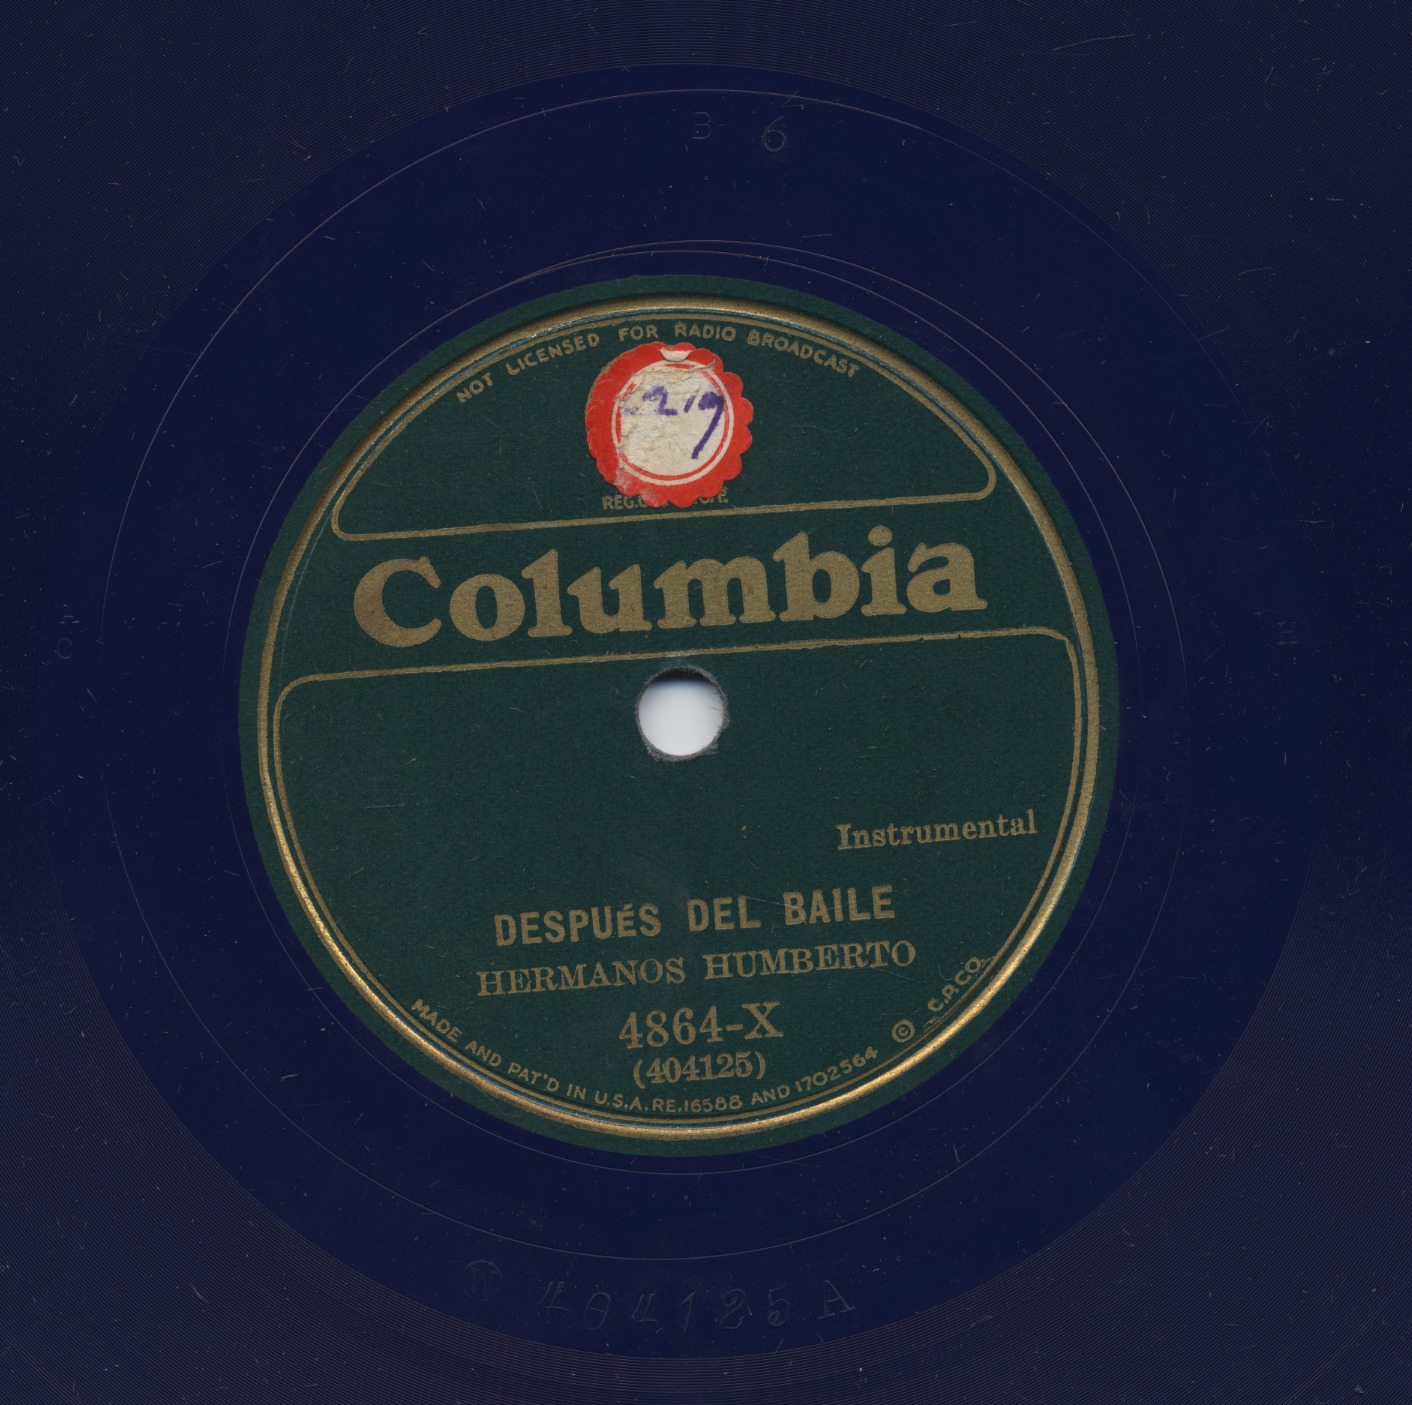 B 6
NOT LICENSED FOR RADIO BROADCAST
219
REG.
Columbia
Instrumental
DESPUéS DEL BAILE
HERMANOS HUMBERTO
4864-X
(404125)
MADE AND PAT'D IN U.S.A. RE.16588 AND 1702564 © C.P.CO.
W 404125 A